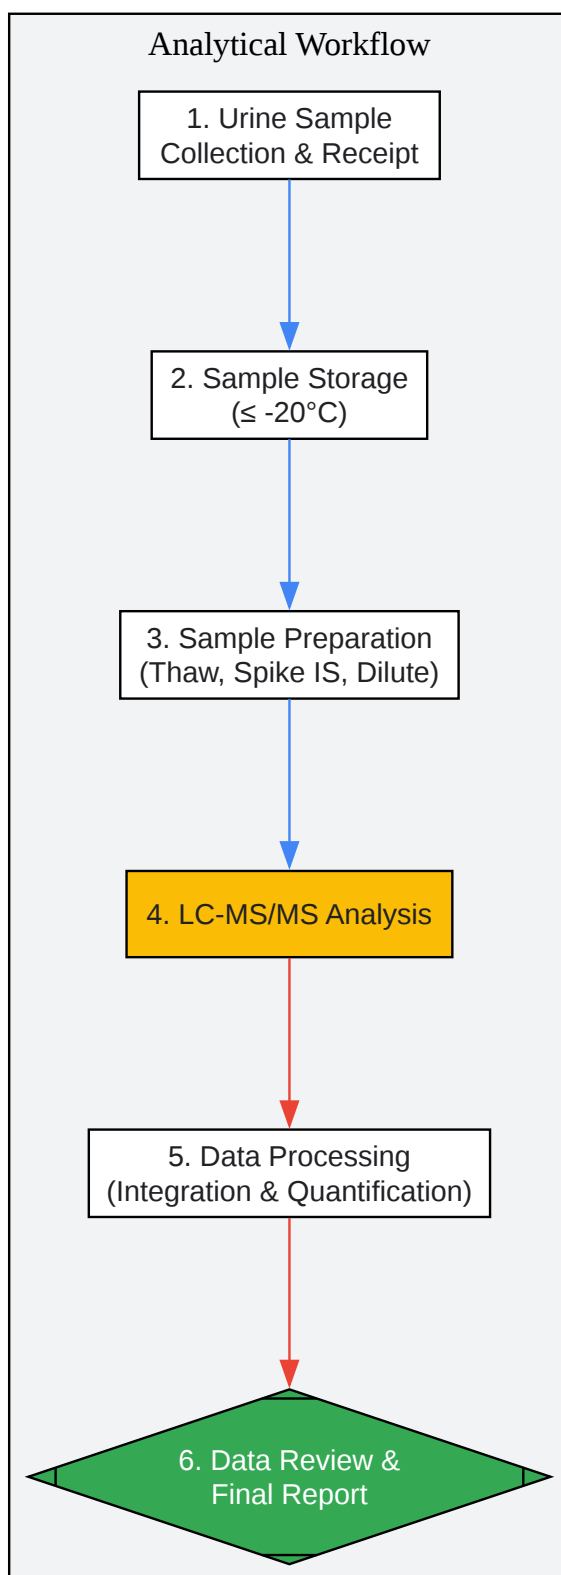 Analytical Workflow
1. Urine Sample
Collection & Receipt
2. Sample Storage
(≤ -20°C)
3. Sample Preparation
(Thaw, Spike IS, Dilute)
4. LC-MS/MS Analysis
5. Data Processing
(Integration & Quantification)
6. Data Review &
Final Report